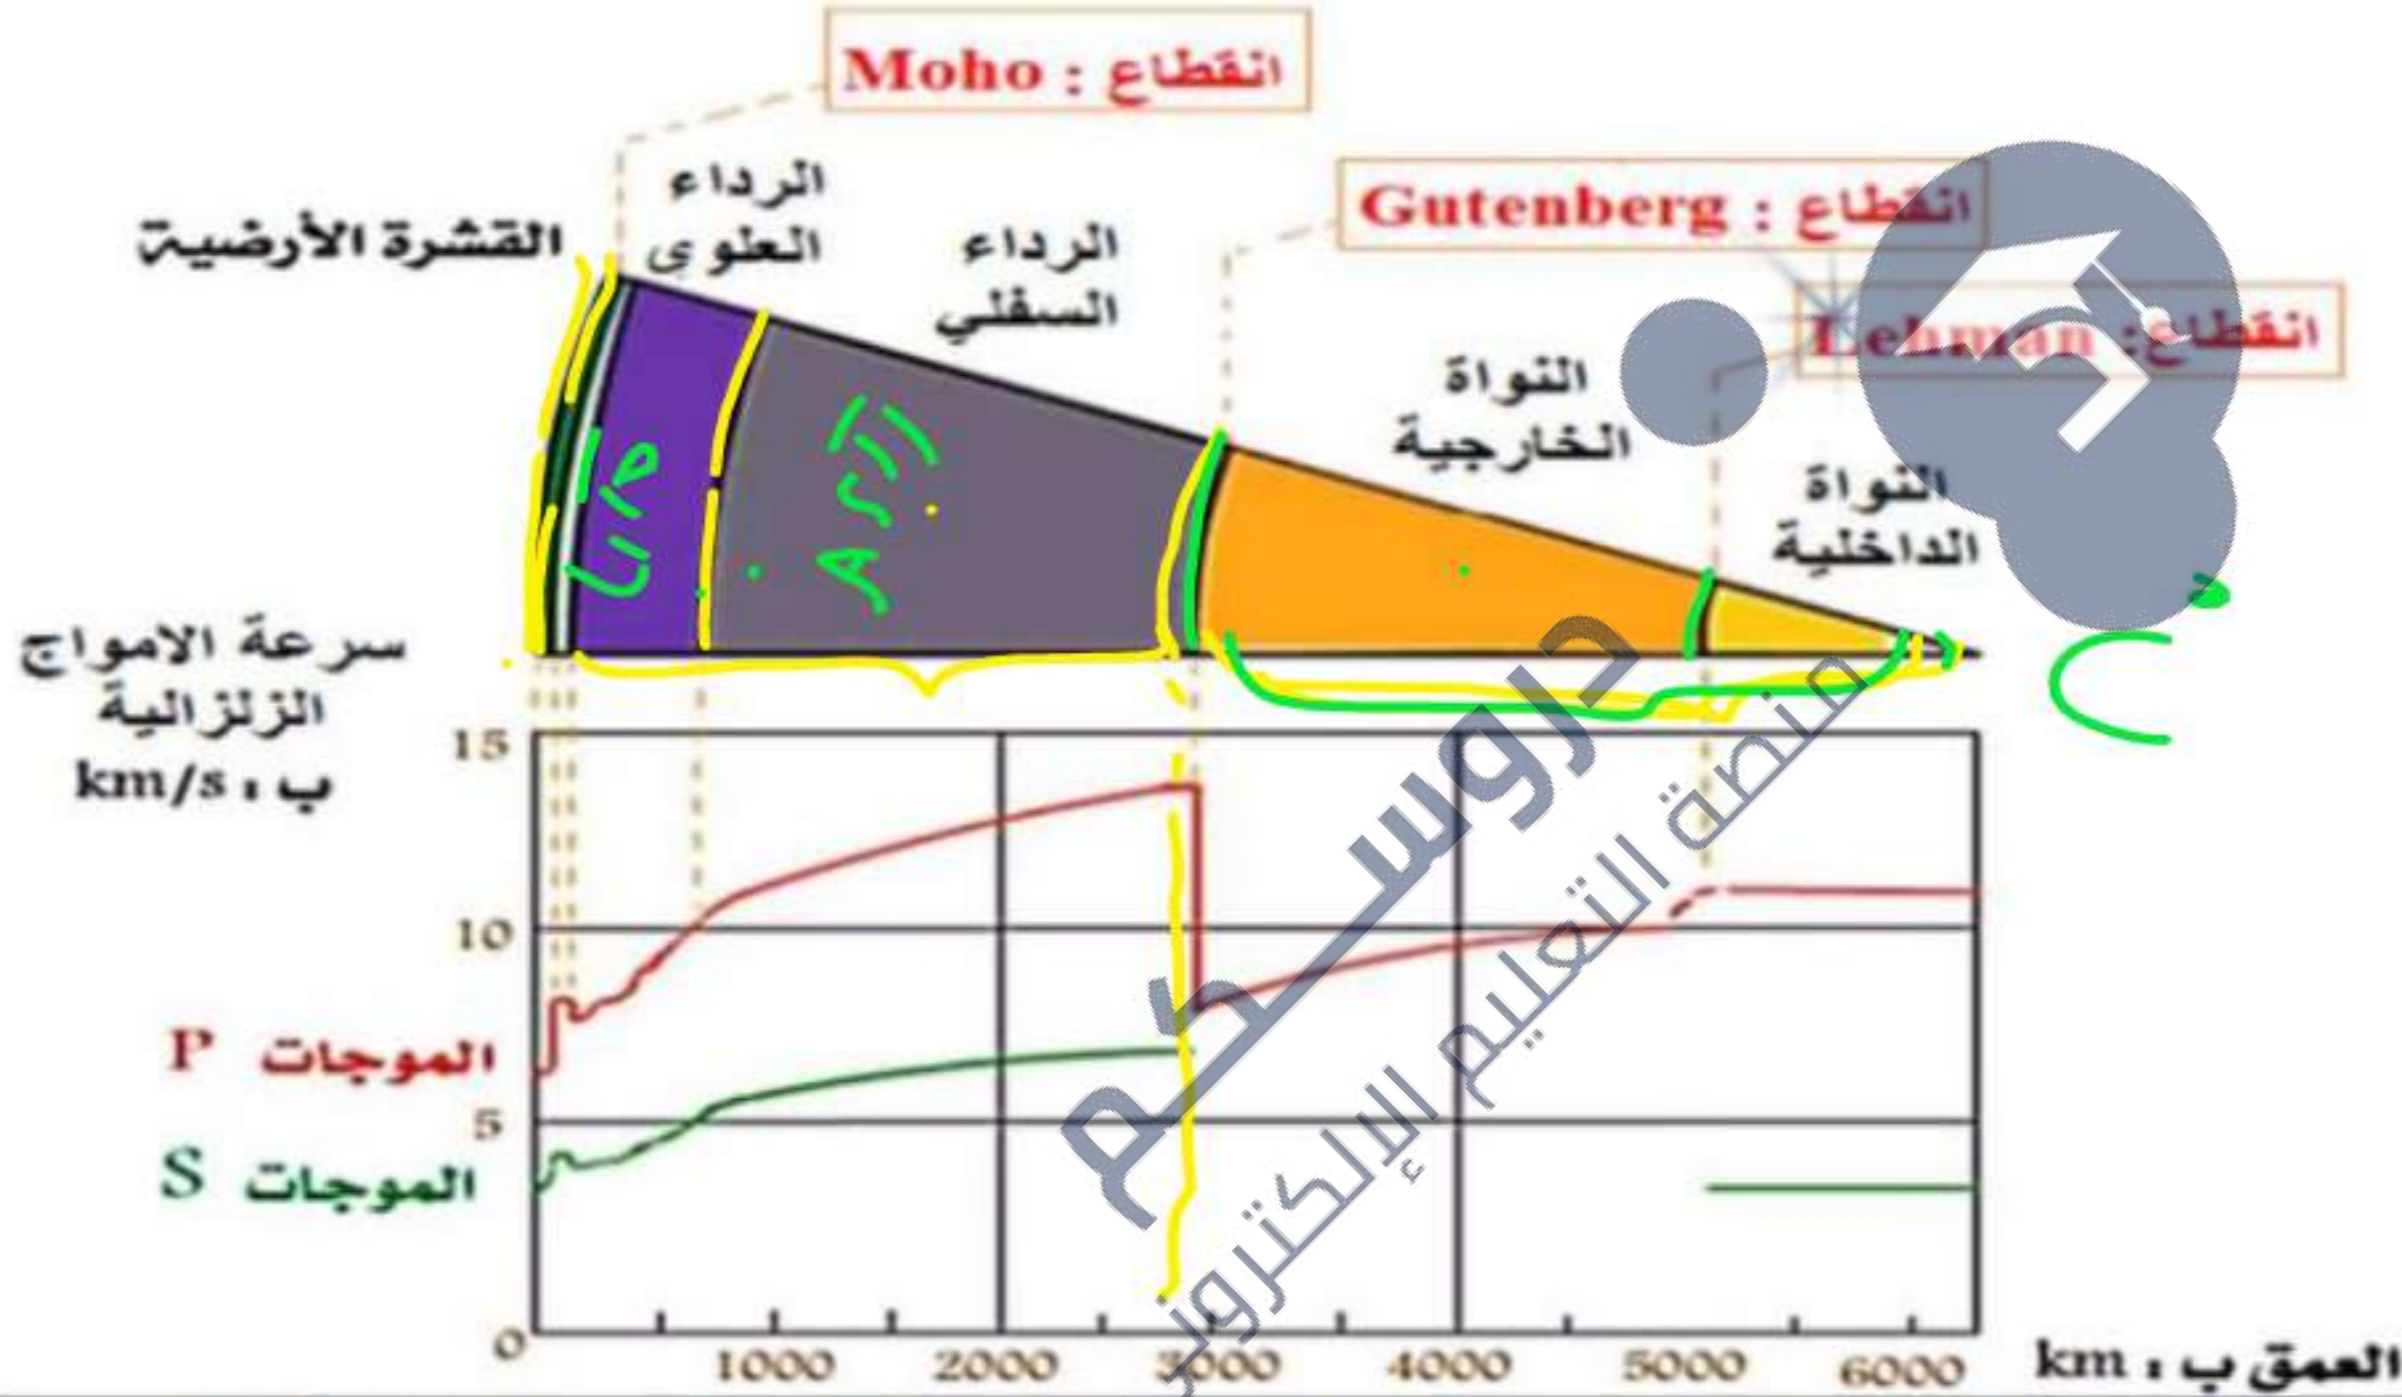 انقطاع : Moho
انقطاع : Gutenberg
انقطاع: Lehman
القشرة الأرضية
الرداء
العلوي
الرداء
السفلي
النواة
الخارجية
النواة
الداخلية
سرعة الامواج
الزلزالية
ب : km/s
15
10
5
0
الموجات P
الموجات S
1000
2000
3000
4000
5000
6000
العمق ب : km
دروسكم
منصة التعليم الإلكتروني